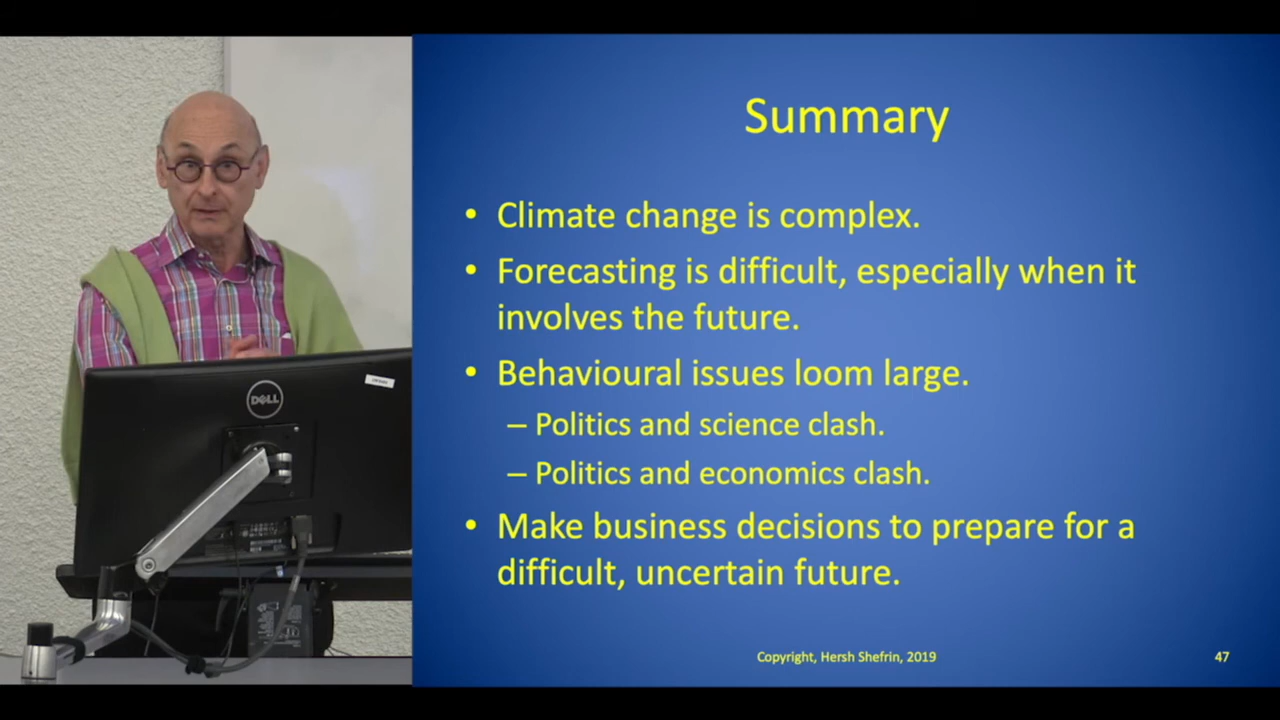 Summary
• Climate change is complex.
• Forecasting is difficult, especially when it
involves the future.
• Behavioural issues loom large.
– Politics and science clash.
– Politics and economics clash.
• Make business decisions to prepare for a
difficult, uncertain future.
Copyright, Hersh Shefrin, 2019
47
DELL